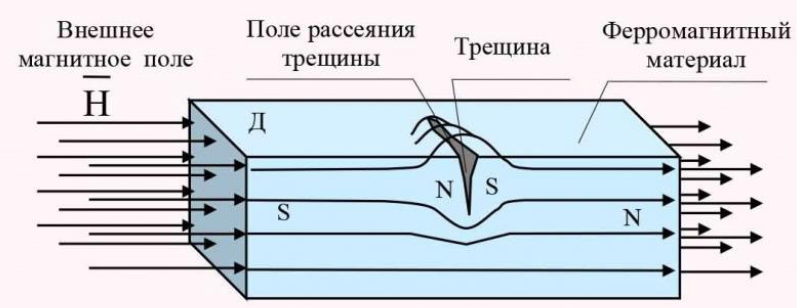 Внешнее
магнитное поле
H
Поле рассеяния
трещины
Трещина
Ферромагнитный
материал
Д
N
S
S
N